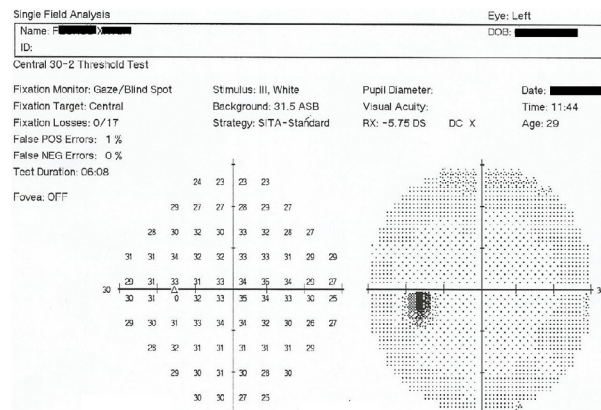 Single Field Analysis Eye: Left
Name: DOB:
ID:
Central 30-2 Threshold Test
Fixation Monitor: Gaze/Blind Spot Stimulus: III, White Pupil Diameter: Date:
Fixation Target: Central Background: 31.5 ASB Visual Acuity: Time: 11:44
Fixation Losses: 0/17 Strategy: SITA-Standard RX: -5.75 DS DC X Age: 29
False POS Errors: 1 %
False NEG Errors: 0 %
Test Duration: 06:08
Fovea: OFF
24 23 23 23
29 27 27 28 29 27
28 30 32 30 33 33 28 27
31 31 34 32 32 33 31 31 29 29
30 29 31 33 31 33 34 35 34 29 27
30 31 0 32 33 35 34 33 30 25
29 30 31 33 34 34 32 30 26 27
28 32 31 31 31 31 31 29
29 30 31 30 28 30
30 30 27 25